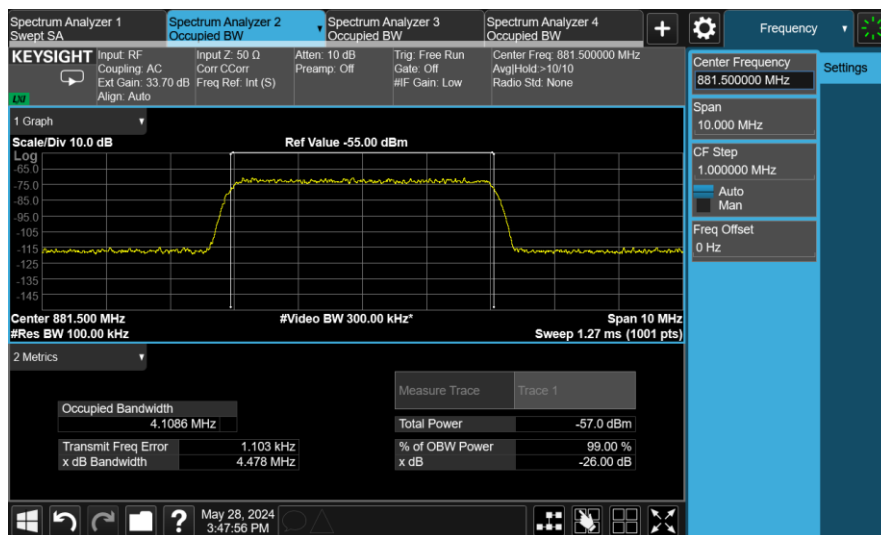 Spectrum Analyzer 1
Swept SA
Spectrum Analyzer 2
Occupied BW
Spectrum Analyzer 3
Occupied BW
Spectrum Analyzer 4
Occupied BW
+
Frequency
KEYSIGHT
LXI
Input: RF
Coupling: AC
Ext Gain: 33.70 dB
Align: Auto
Input Z: 50 Ω
Corr CCorr
Freq Ref: Int (S)
Atten: 10 dB
Preamp: Off
Trig: Free Run
Gate: Off
#IF Gain: Low
Center Freq: 881.500000 MHz
Avg|Hold:>10/10
Radio Std: None
Center Frequency
881.500000 MHz
Settings
Span
10.000 MHz
CF Step
1.000000 MHz
Auto
Man
Freq Offset
0 Hz
1 Graph
Scale/Div 10.0 dB
Ref Value -55.00 dBm
Log
-65.0
-75.0
-85.0
-95.0
-105
-115
-125
-135
-145
Center 881.500 MHz
#Video BW 300.00 kHz*
Span 10 MHz
#Res BW 100.00 kHz
Sweep 1.27 ms (1001 pts)
2 Metrics
Measure Trace
Trace 1
Occupied Bandwidth
4.1086 MHz
Total Power
-57.0 dBm
Transmit Freq Error
1.103 kHz
% of OBW Power
99.00 %
x dB Bandwidth
4.478 MHz
x dB
-26.00 dB
?
May 28, 2024
3:47:56 PM